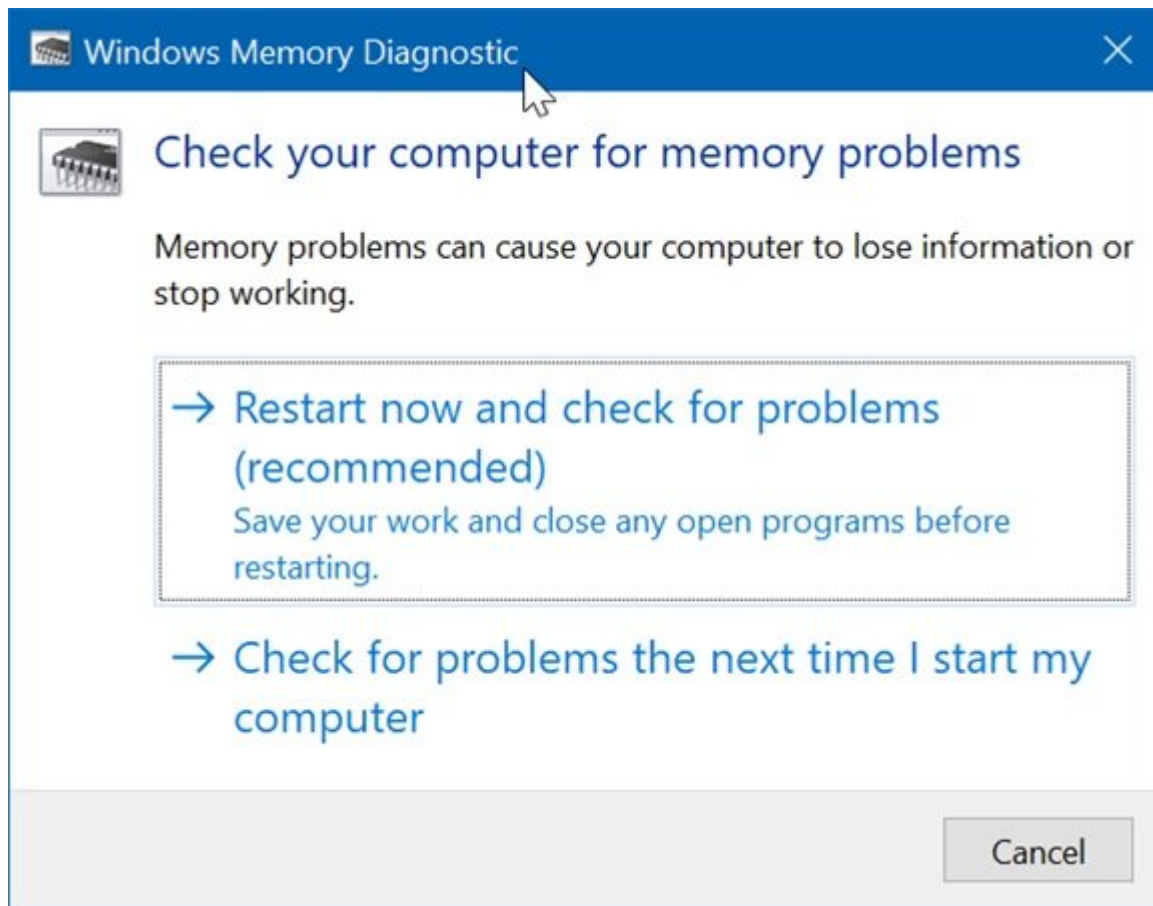 Windows Memory Diagnostic
Check your computer for memory problems
Memory problems can cause your computer to lose information or
stop working.
→ Restart now and check for problems
(recommended)
Save your work and close any open programs before
restarting.
→ Check for problems the next time I start my
computer
Cancel